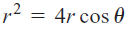 r² = 4r cos θ